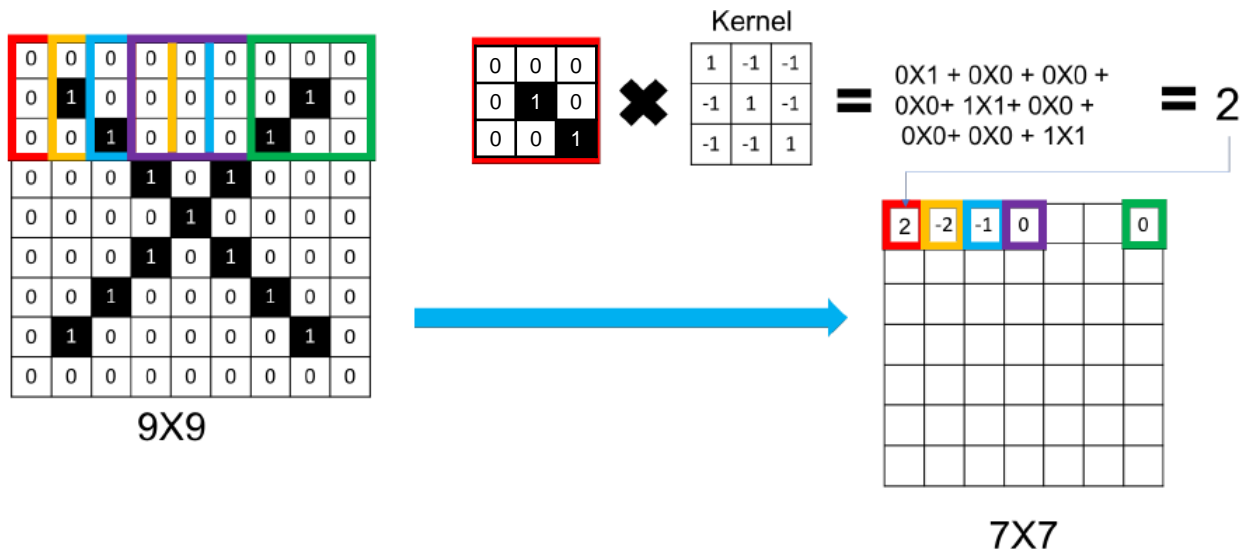 Kernel
0 0 0 0 0 0 0 0 0
0 1 0 0 0 0 0 1 0
0 0 1 0 0 0 1 0 0
0 0 0 1 0 1 0 0 0
0 0 0 0 1 0 0 0 0
0 0 0 1 0 1 0 0 0
0 0 1 0 0 0 1 0 0
0 1 0 0 0 0 0 1 0
0 0 0 0 0 0 0 0 0
9X9
0 0 0
0 1 0
0 0 1
1 -1 -1
-1 1 -1
-1 -1 1
=
0X1 + 0X0 + 0X0 +
0X0+ 1X1+ 0X0 +
0X0+ 0X0 + 1X1
= 2
2 -2 -1 0 0
7X7